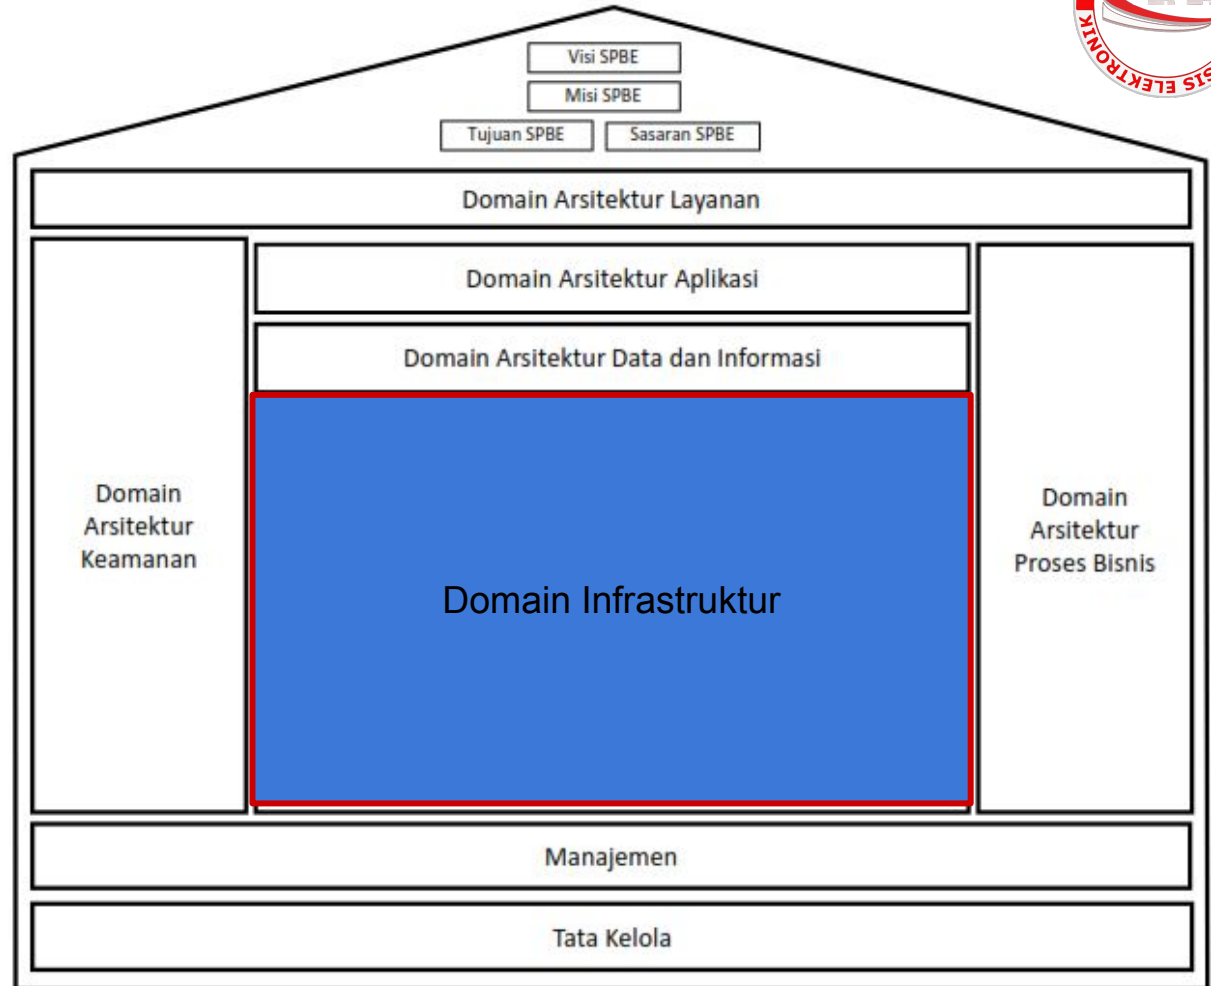 Visi SPBE
Misi SPBE
Tujuan SPBE
Sasaran SPBE
Domain Arsitektur Layanan
Domain Arsitektur Aplikasi
Domain Arsitektur Data dan Informasi
Domain
Arsitektur
Keamanan
Domain Infrastruktur
Domain
Arsitektur
Proses Bisnis
Manajemen
Tata Kelola